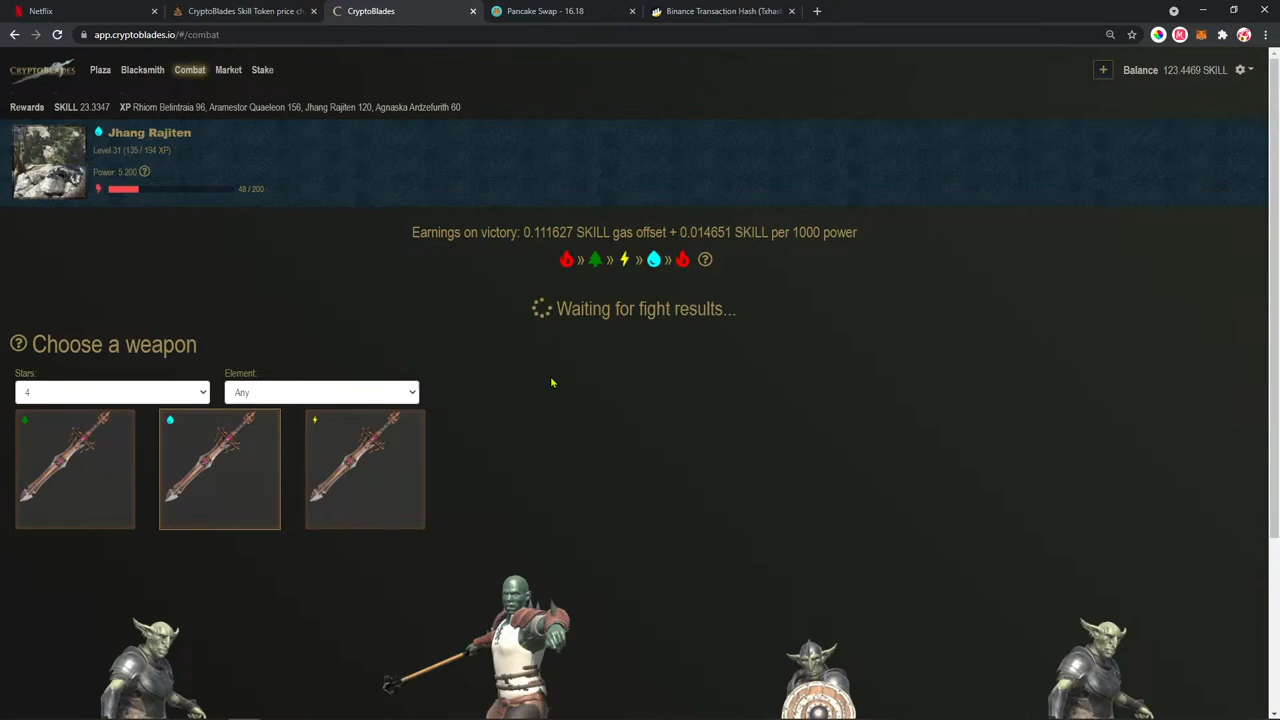 Netflix
CryptoBlades Skill Token price ch
CryptoBlades
Pancake Swap - 16.18
Binance Transaction Hash (Txhash
app.cryptoblades.io/#/combat
CRYPTOBLADES
Plaza
Blacksmith
Combat
Market
Stake
Balance 123.4469 SKILL
Rewards SKILL 23.3347 XP Rhiom Belintraia 96, Aramestor Quaeleon 156, Jhang Rajiten 120, Agnaska Ardzefurith 60
Jhang Rajiten
Level 31 (135 / 194 XP)
Power: 5.200
48 / 200
Earnings on victory: 0.111627 SKILL gas offset + 0.014651 SKILL per 1000 power
Waiting for fight results...
Choose a weapon
Stars:
Element:
4
Any